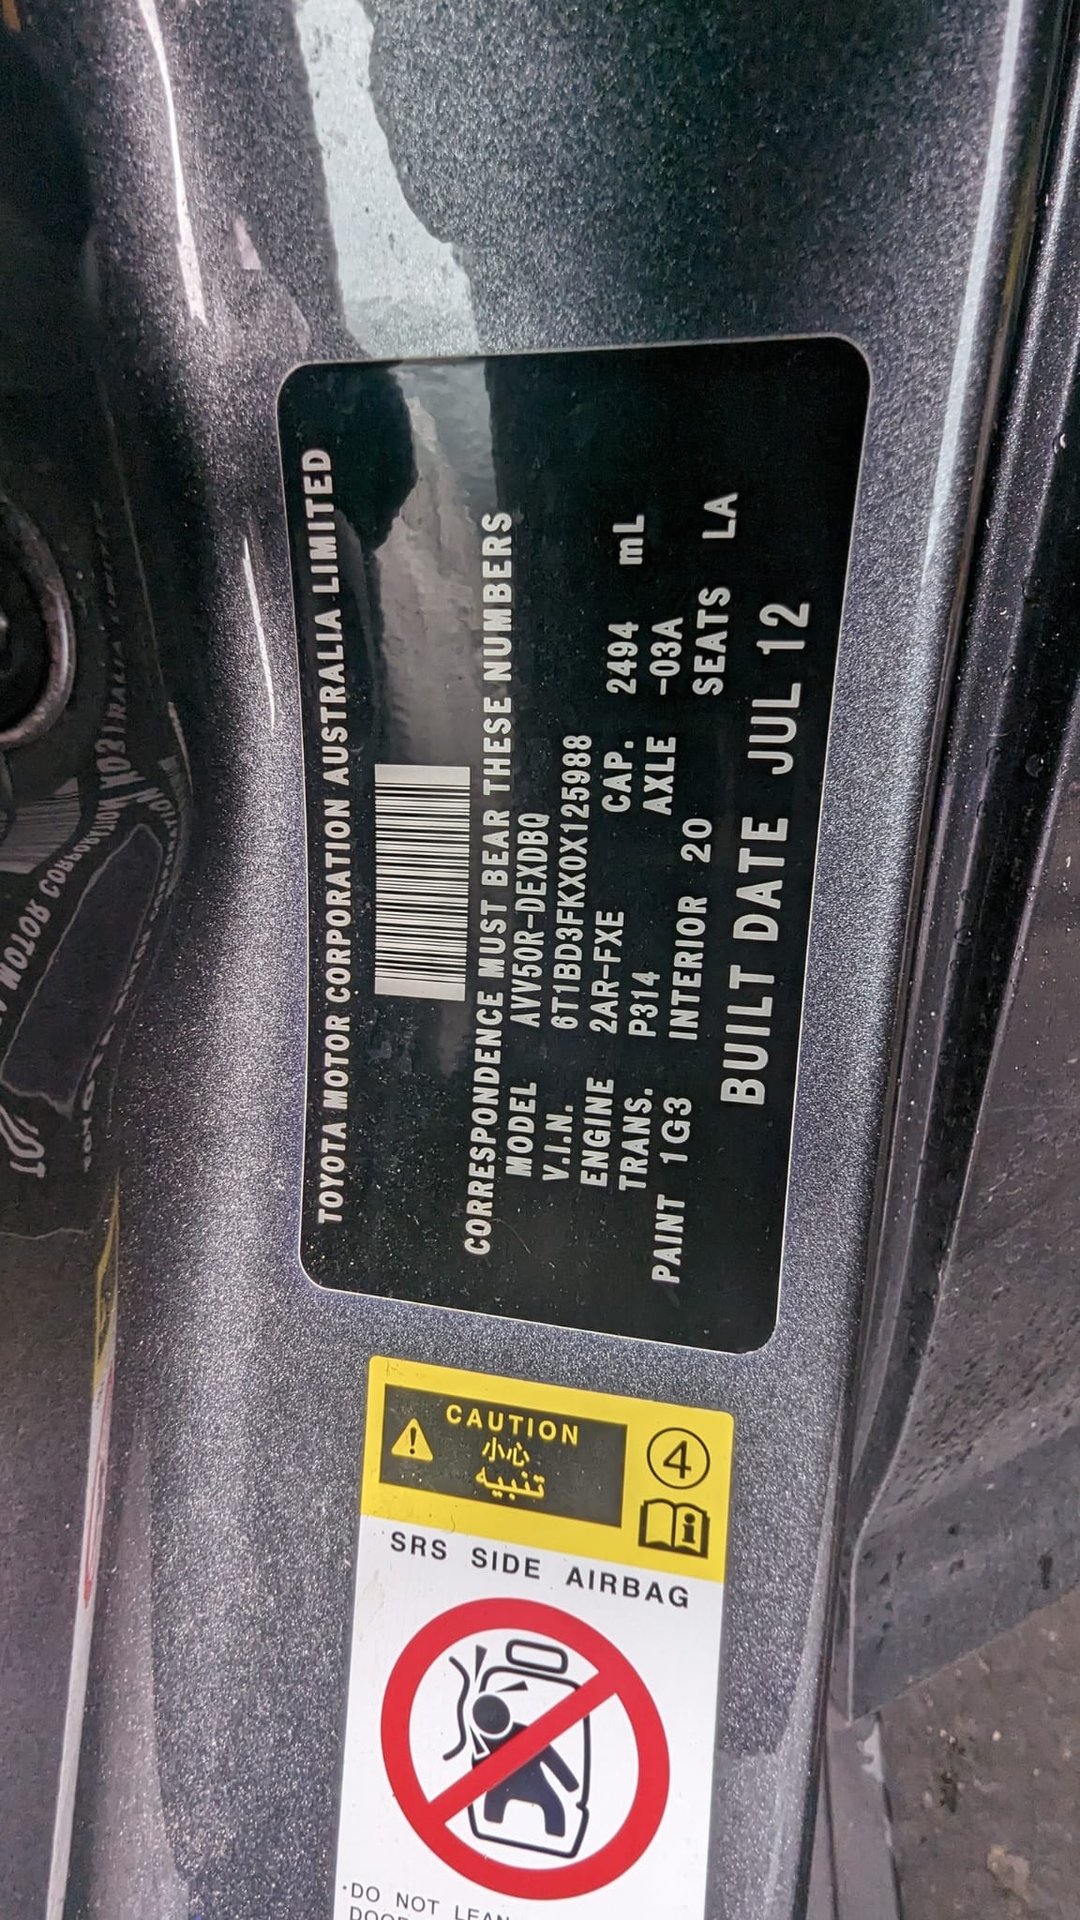 TOYOTA MOTOR CORPORATION AUSTRALIA LIMITED
CORRESPONDENCE MUST BEAR THESE NUMBERS
MODEL AVV50R-DEXDBQ
V.I.N. 6T1BD3FKX0X125988
ENGINE 2AR-FXE CAP. 2494 mL
TRANS. P314 AXLE -03A
PAINT 1G3 INTERIOR 20 SEATS LA
BUILT DATE JUL 12
CAUTION
小心
تنبيه
4
i
SRS SIDE AIRBAG
·DO NOT LEAN